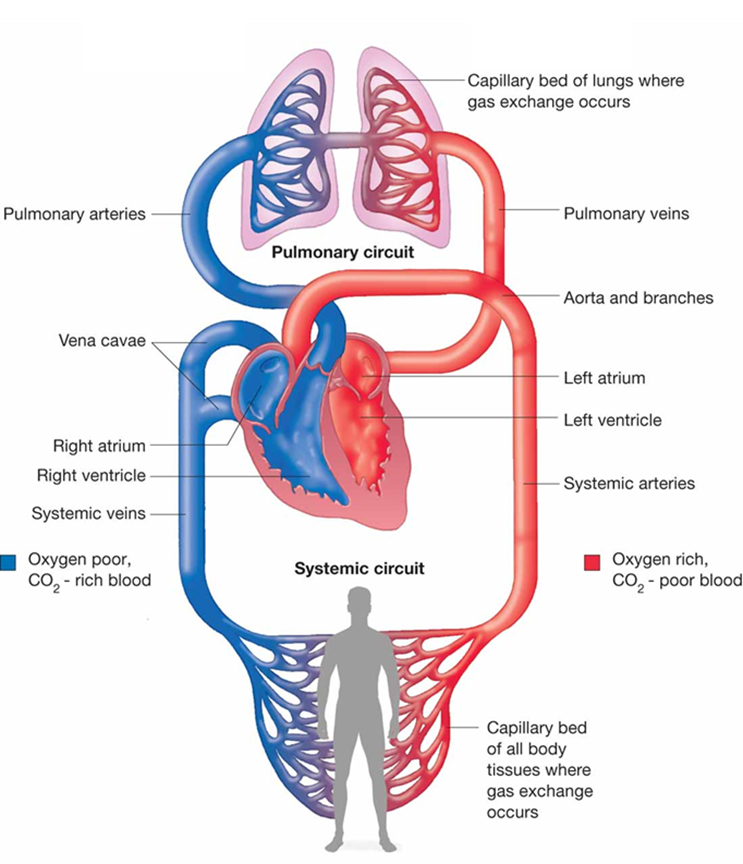 Capillary bed of lungs where
gas exchange occurs
Pulmonary arteries
Pulmonary veins
Pulmonary circuit
Aorta and branches
Vena cavae
Left atrium
Left ventricle
Right atrium
Right ventricle
Systemic arteries
Systemic veins
Oxygen poor,
CO2 - rich blood
Oxygen rich,
CO2 - poor blood
Systemic circuit
Capillary bed
of all body
tissues where
gas exchange
occurs